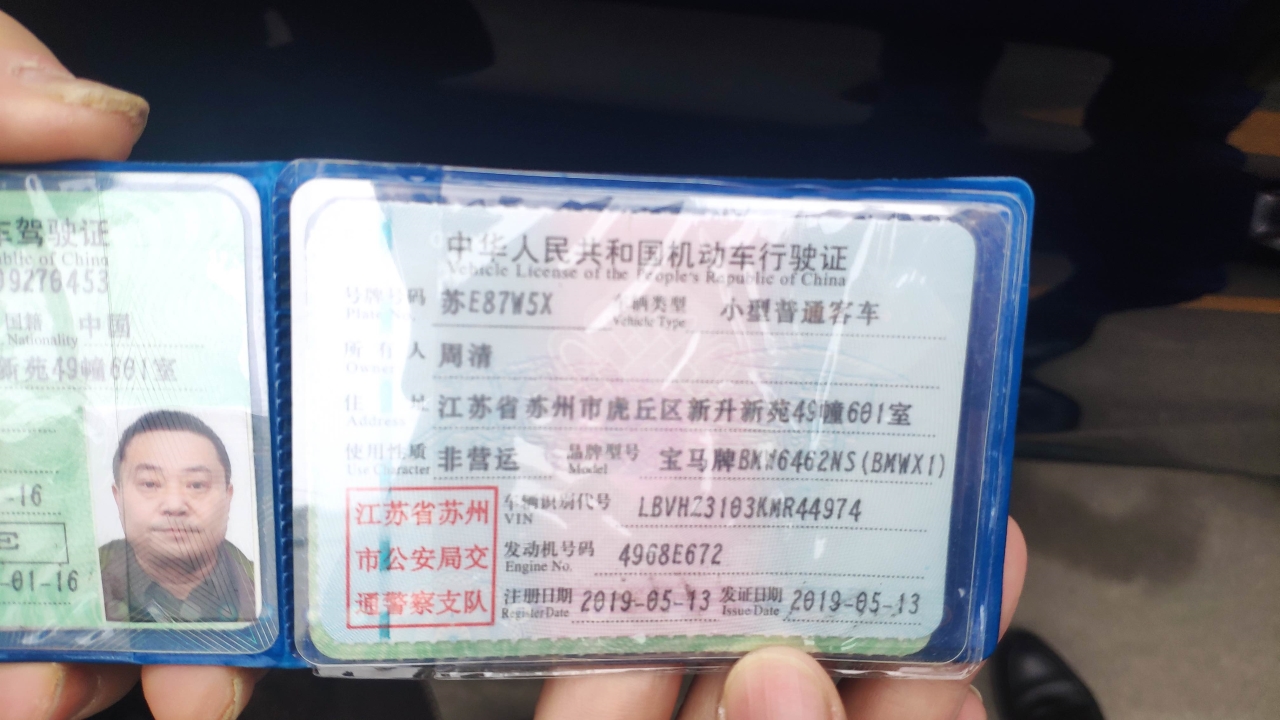 车驾驶证
blic of China
09276453
国籍 中国
Nationality
新苑49幢601室
-16
E
-01-16
中华人民共和国机动车行驶证
Vehicle License of the People's Republic of China
号牌号码 苏E87W5X 车辆类型 小型普通客车
Plate No. Vehicle Type
所有人 周清
Owner
住址 江苏省苏州市虎丘区新升新苑49幢601室
Address
使用性质 非营运 品牌型号 宝马牌BMW6462NS(BMWX1)
Use Character Model
江苏省苏州
市公安局交
通警察支队
车辆识别代号 LBVHZ3103KMR44974
VIN
发动机号码 4968E672
Engine No.
注册日期 2019-05-13 发证日期 2019-05-13
Register Date Issue Date